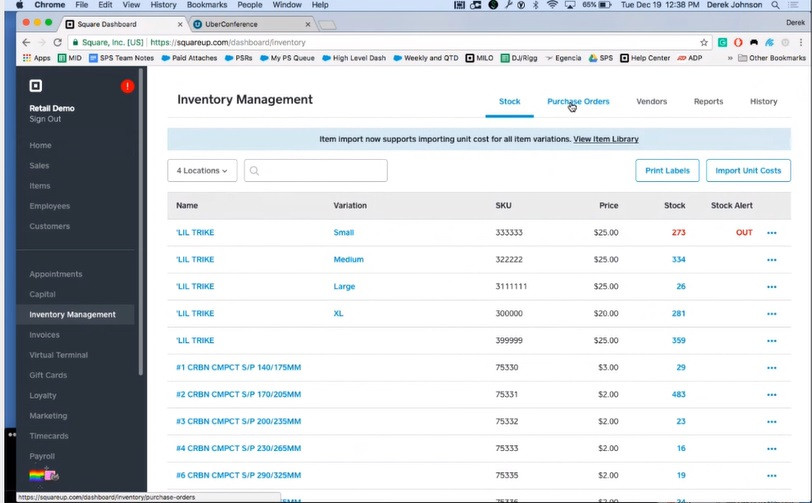 Chrome File Edit View History Bookmarks People Window Help 65% Tue Dec 19 12:38 PM Derek Johnson
Square Dashboard UberConference Derek
Square, Inc. [US] https://squareup.com/dashboard/inventory
Apps MID SPS Team Notes Paid Attaches PSRs My PS Queue High Level Dash Weekly and QTD MILO DJ/Rigg Egencia SPS Help Center ADP » Other Bookmarks
Retail Demo
Sign Out
Home
Sales
Items
Employees
Customers
Appointments
Capital
Inventory Management
Invoices
Virtual Terminal
Gift Cards
Loyalty
Marketing
Timecards
Payroll
Inventory Management Stock Purchase Orders Vendors Reports History
Item import now supports importing unit cost for all item variations. View Item Library
4 Locations Print Labels Import Unit Costs
Name Variation SKU Price Stock Stock Alert
'LIL TRIKE Small 333333 $25.00 273 OUT •••
'LIL TRIKE Medium 322222 $25.00 334 •••
'LIL TRIKE Large 3111111 $25.00 26 •••
'LIL TRIKE XL 300000 $20.00 281 •••
'LIL TRIKE 399999 $25.00 359 •••
#1 CRBN CMPCT S/P 140/175MM 75330 $3.00 29 •••
#2 CRBN CMPCT S/P 170/205MM 75331 $2.00 483 •••
#3 CRBN CMPCT S/P 200/235MM 75332 $2.00 23 •••
#4 CRBN CMPCT S/P 230/265MM 75333 $2.00 16 •••
#6 CRBN CMPCT S/P 290/325MM 75335 $2.00 19 •••
https://squareup.com/dashboard/inventory/purchase-orders